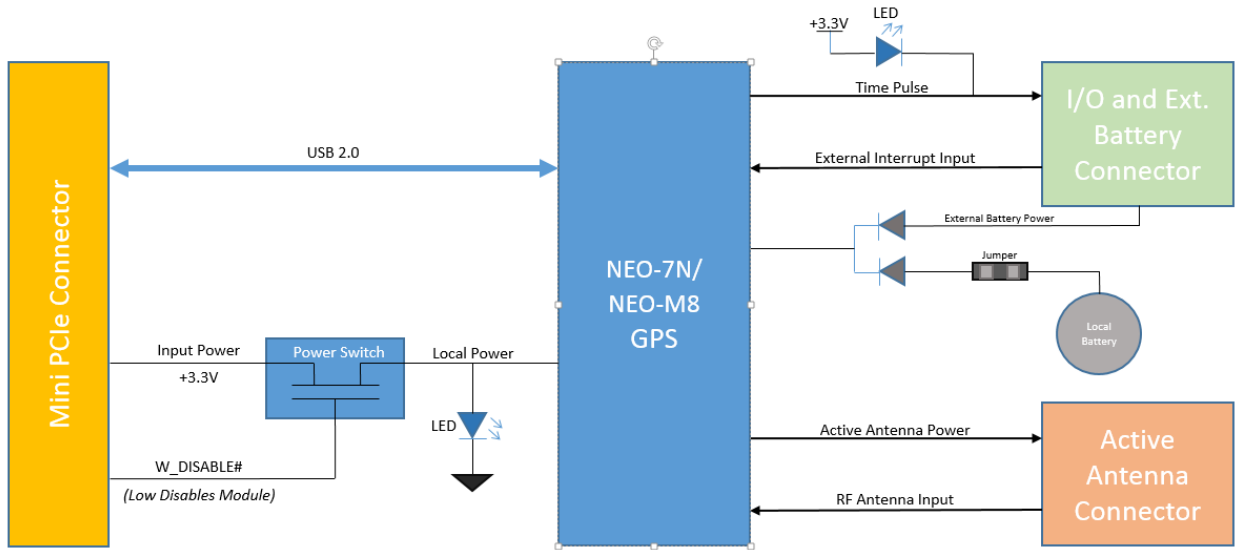 +3.3V
LED
Time Pulse
I/O and Ext.
Battery
Connector
USB 2.0
External Interrupt Input
Mini PCIe Connector
External Battery Power
Jumper
NEO-7N/
NEO-M8
GPS
Local
Battery
Input Power
+3.3V
Power Switch
Local Power
LED
W_DISABLE#
(Low Disables Module)
Active Antenna Power
RF Antenna Input
Active
Antenna
Connector